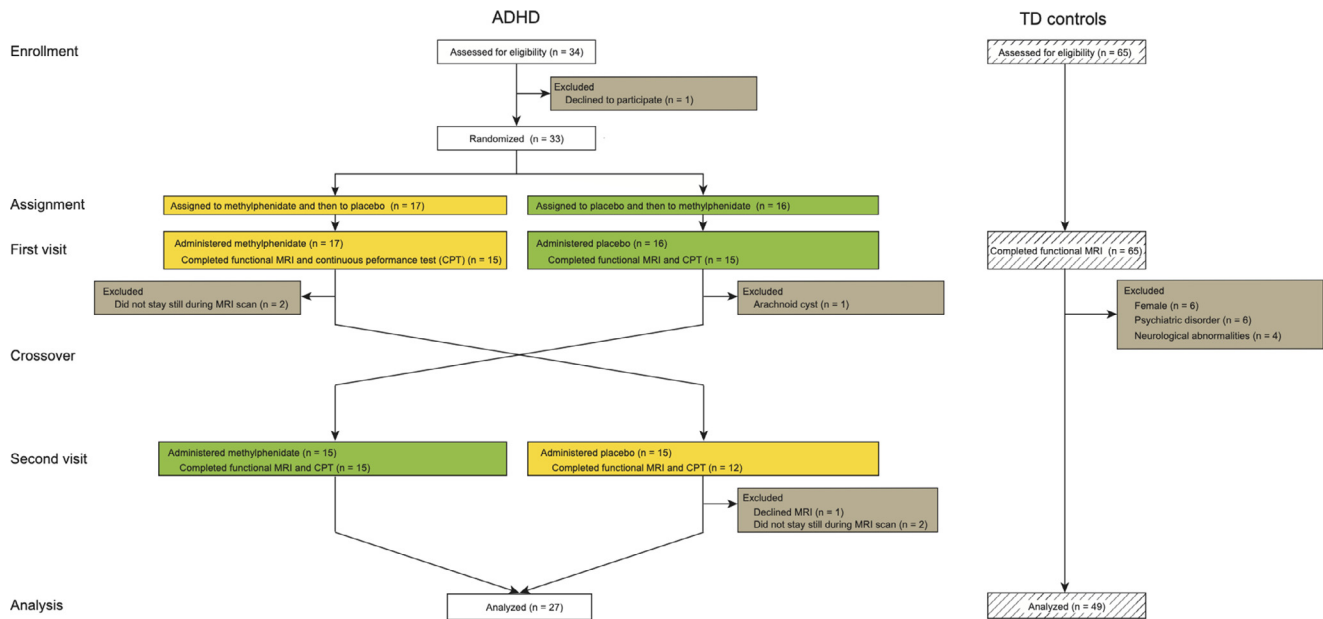 ADHD
TD controls
Enrollment
Assessed for eligibility (n = 34)
Assessed for eligibility (n = 65)
Excluded
Declined to participate (n = 1)
Randomized (n = 33)
Assignment
Assigned to methylphenidate and then to placebo (n = 17)
Assigned to placebo and then to methylphenidate (n = 16)
First visit
Administered methylphenidate (n = 17)
Completed functional MRI and continuous peformance test (CPT) (n = 15)
Administered placebo (n = 16)
Completed functional MRI and CPT (n = 15)
Completed functional MRI (n = 65)
Excluded
Did not stay still during MRI scan (n = 2)
Excluded
Arachnoid cyst (n = 1)
Excluded
Female (n = 6)
Psychiatric disorder (n = 6)
Neurological abnormalities (n = 4)
Crossover
Second visit
Administered methylphenidate (n = 15)
Completed functional MRI and CPT (n = 15)
Administered placebo (n = 15)
Completed functional MRI and CPT (n = 12)
Excluded
Declined MRI (n = 1)
Did not stay still during MRI scan (n = 2)
Analysis
Analyzed (n = 27)
Analyzed (n = 49)